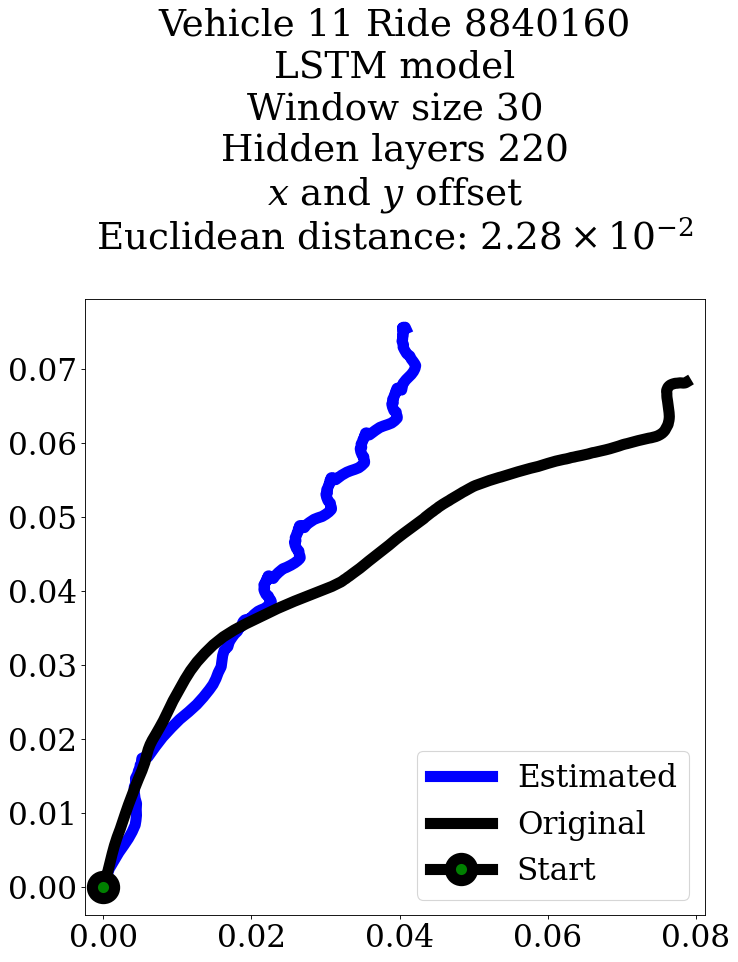 Vehicle 11 Ride 8840160
LSTM model
Window size 30
Hidden layers 220
x and y offset
Euclidean distance: 2.28 × 10⁻²
0.07
0.06
0.05
0.04
0.03
0.02
0.01
0.00
Estimated
Original
Start
0.00 0.02 0.04 0.06 0.08